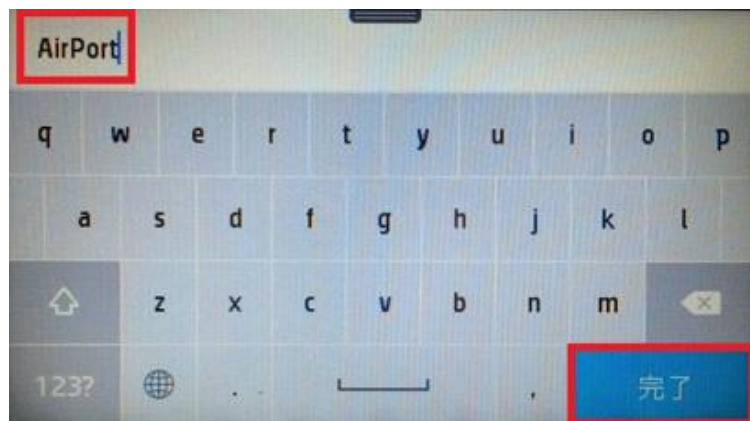 AirPort
q w e r t y u i o p
a s d f g h j k l
z x c v b n m
123? . , 完了